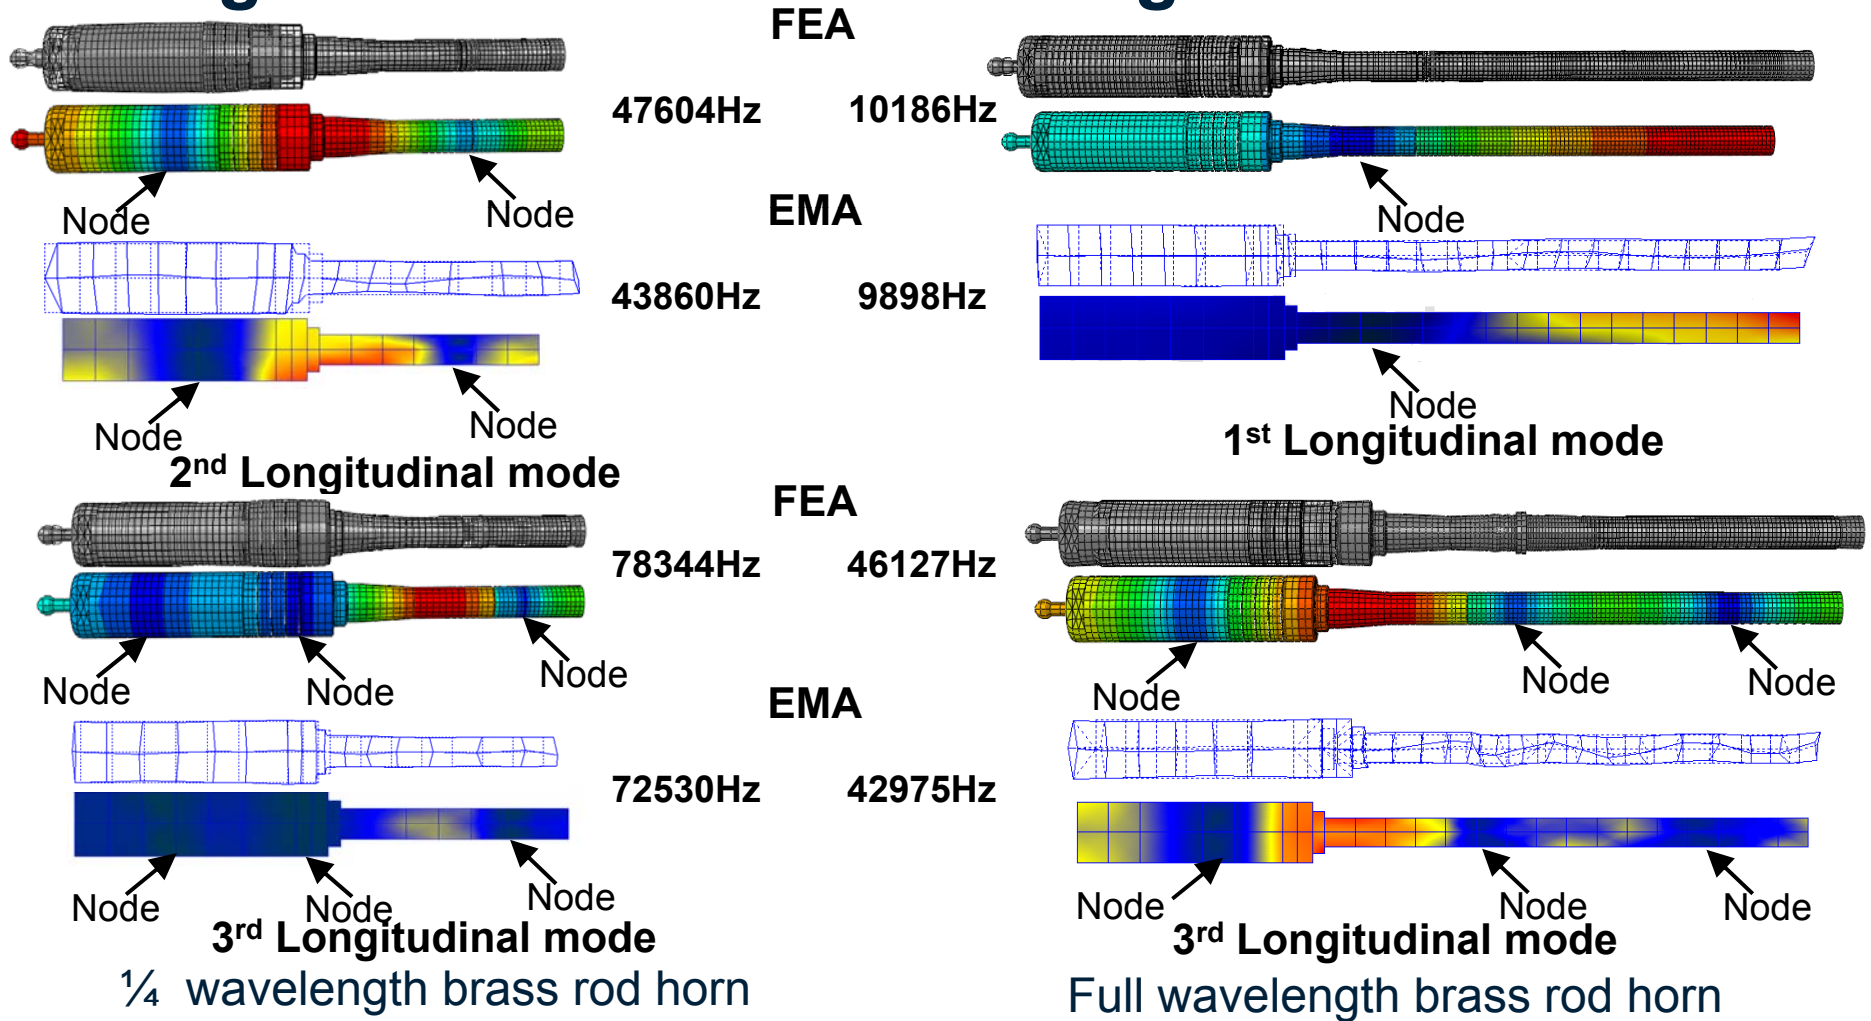 FEA
47604Hz 10186Hz
Node Node Node
EMA
43860Hz 9898Hz
Node Node Node
1st Longitudinal mode
2nd Longitudinal mode
FEA
78344Hz 46127Hz
Node Node Node Node Node Node
EMA
72530Hz 42975Hz
Node Node Node Node Node Node
3rd Longitudinal mode 3rd Longitudinal mode
¼ wavelength brass rod horn Full wavelength brass rod horn